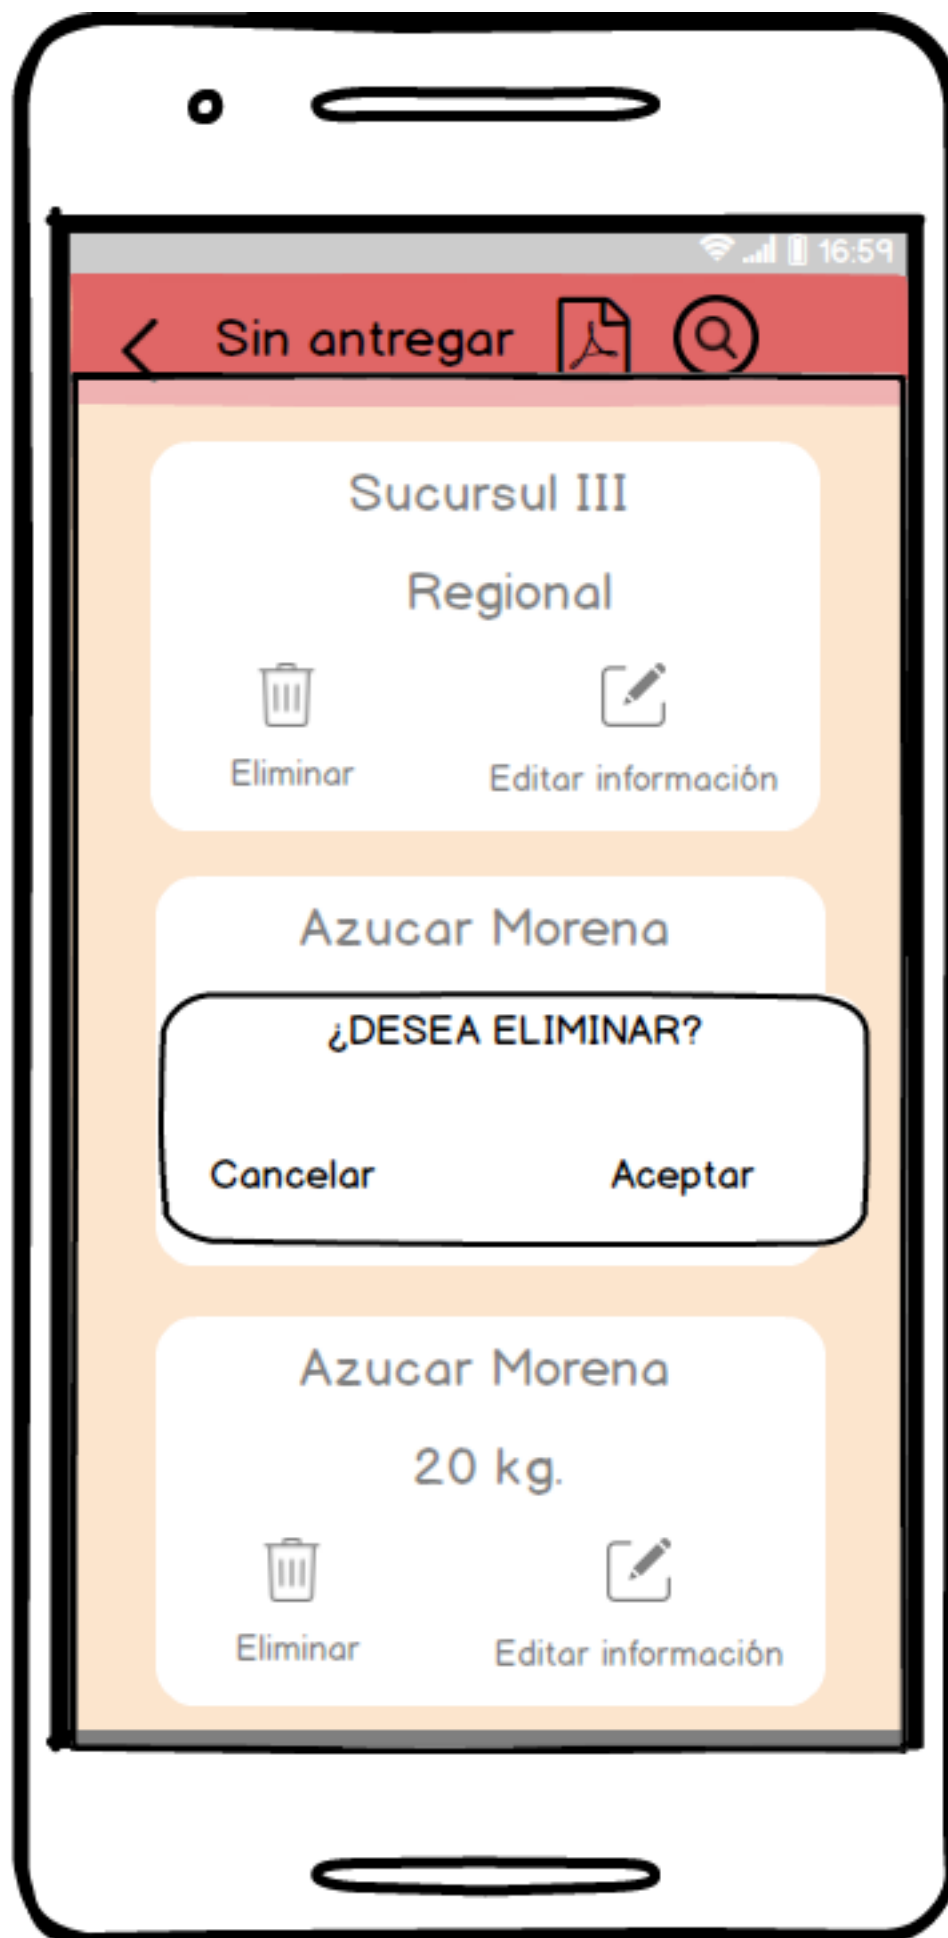 16:59
Sin antregar
Sucursul III
Regional
Eliminar Editar información
Azucar Morena
¿DESEA ELIMINAR?
Cancelar Aceptar
Azucar Morena
20 kg.
Eliminar Editar información